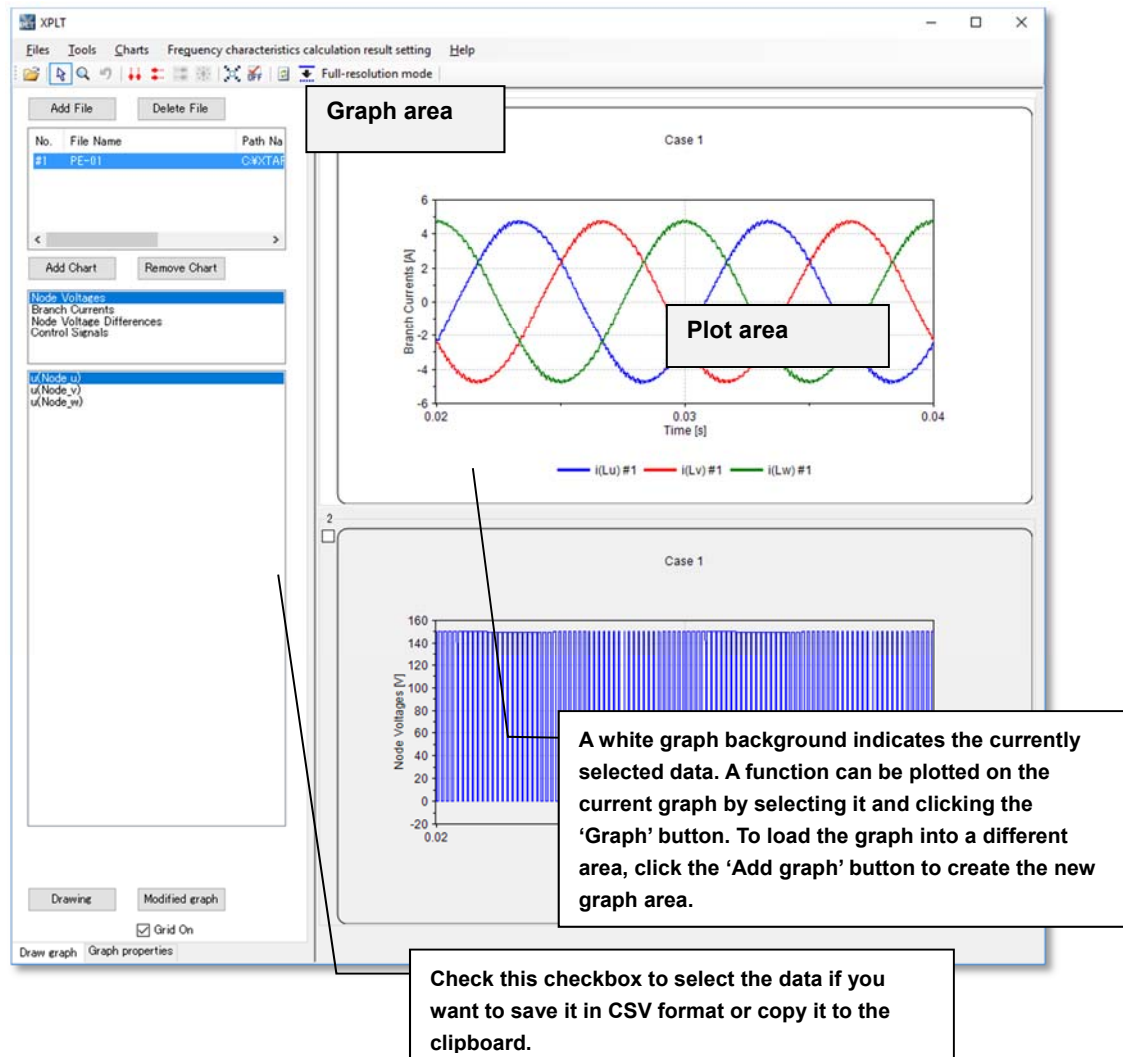 XPLT
Files Tools Charts Freguency characteristics calculation result setting Help
OFF Full-resolution mode
Add File Delete File
No. File Name Path Na
#1 PE-01 C:¥XTAP
Add Chart Remove Chart
Node Voltages
Branch Currents
Node Voltage Differences
Control Signals
u(Node_u)
u(Node_v)
u(Node_w)
Drawing Modified graph
Grid On
Draw graph Graph properties
Graph area
Case 1
Branch Currents [A]
6
4
2
0
-2
-4
-6
0.02 0.03 0.04
Time [s]
i(Lu) #1 i(Lv) #1 i(Lw) #1
Plot area
2
Case 1
Node Voltages [V]
160
140
120
100
80
60
40
20
0
-20
0.02
A white graph background indicates the currently
selected data. A function can be plotted on the
current graph by selecting it and clicking the
‘Graph’ button. To load the graph into a different
area, click the ‘Add graph’ button to create the new
graph area.
Check this checkbox to select the data if you
want to save it in CSV format or copy it to the
clipboard.